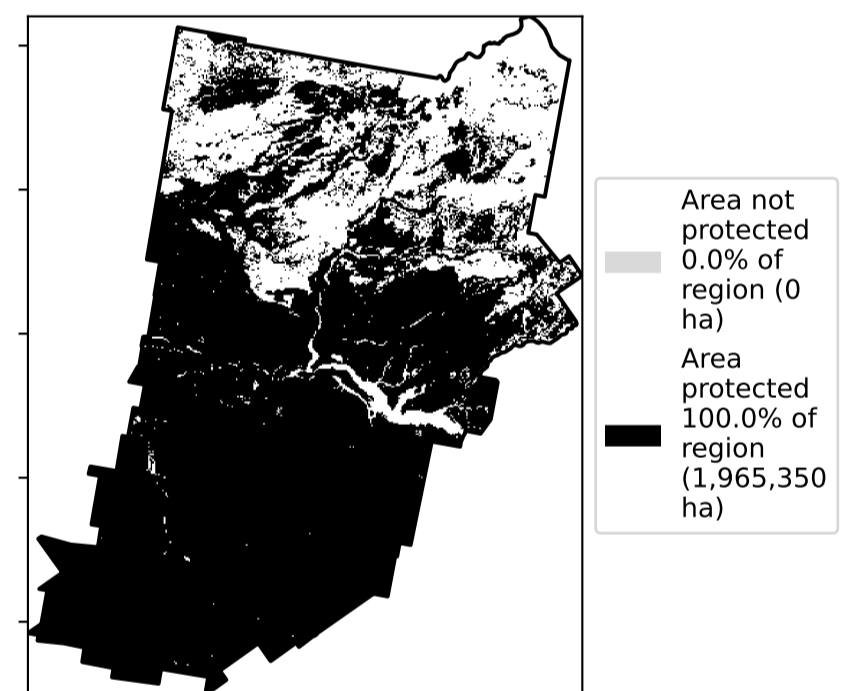 Area not
protected
0.0% of
region (0
ha)
Area
protected
100.0% of
region
(1,965,350
ha)